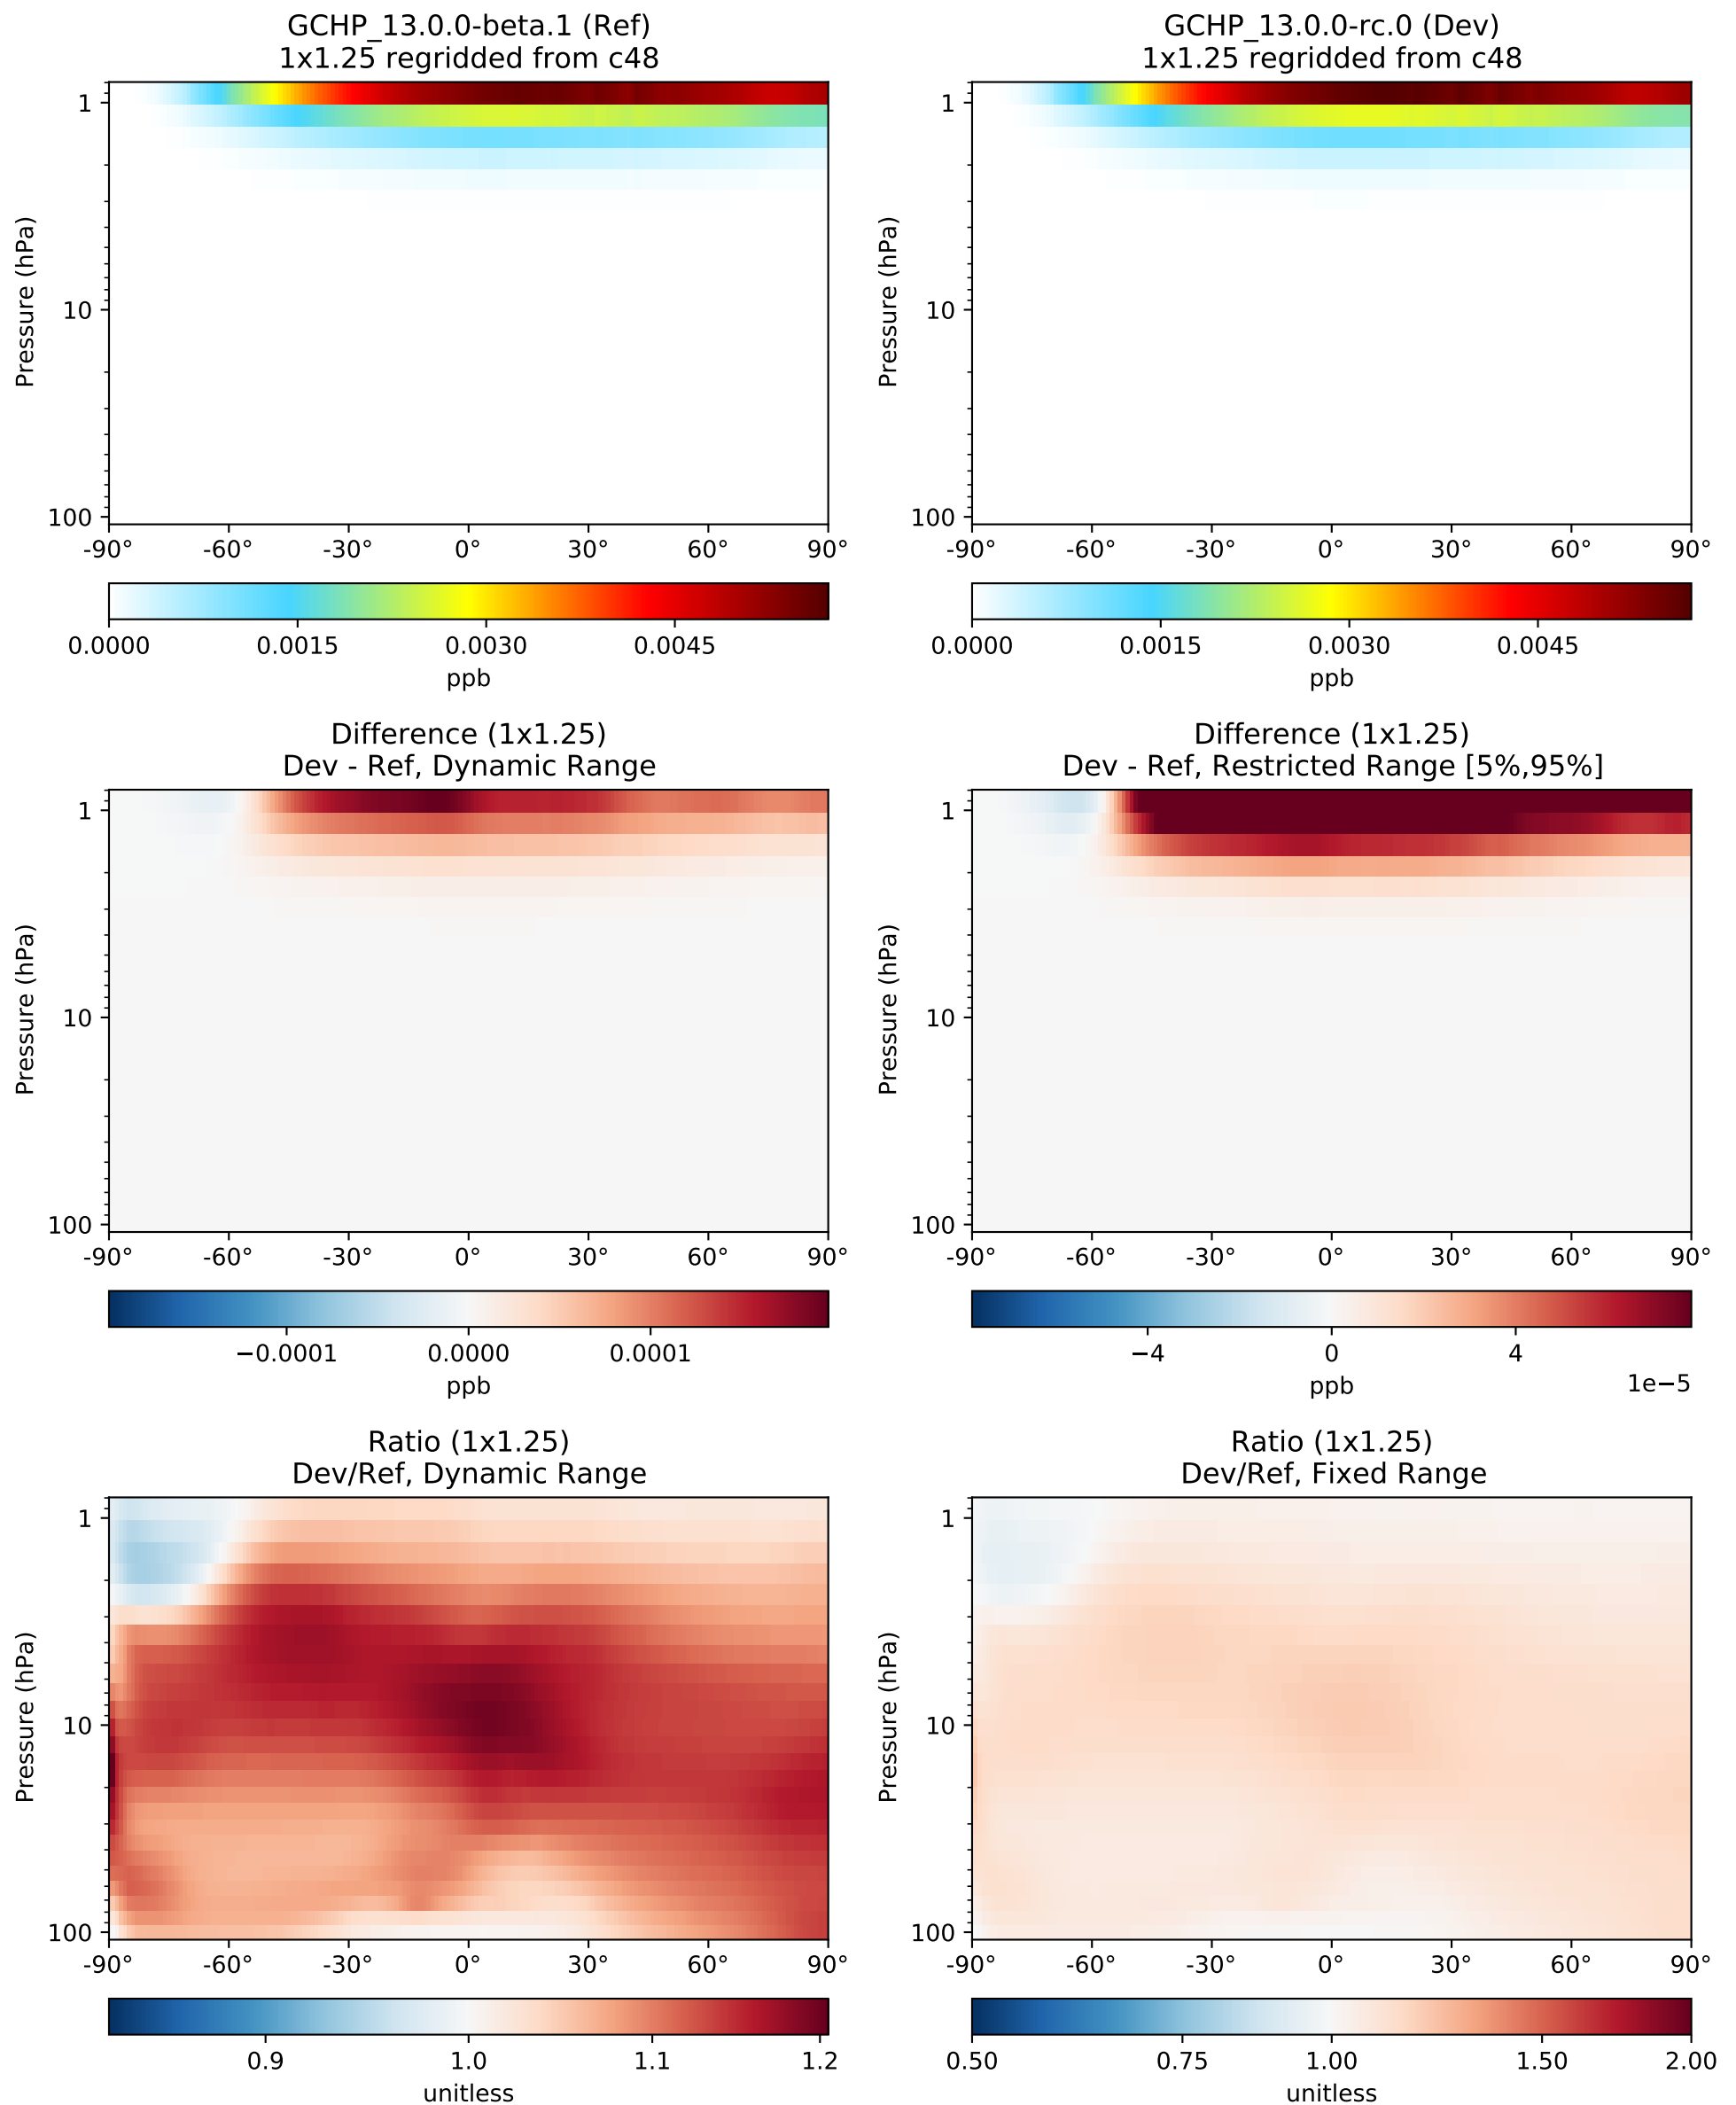 GCHP_13.0.0-beta.1 (Ref)
1x1.25 regridded from c48
Pressure (hPa)
1
10
100
-90° -60° -30° 0° 30° 60° 90°
0.0000 0.0015 0.0030 0.0045
ppb
GCHP_13.0.0-rc.0 (Dev)
1x1.25 regridded from c48
Pressure (hPa)
1
10
100
-90° -60° -30° 0° 30° 60° 90°
0.0000 0.0015 0.0030 0.0045
ppb
Difference (1x1.25)
Dev - Ref, Dynamic Range
Pressure (hPa)
1
10
100
-90° -60° -30° 0° 30° 60° 90°
−0.0001 0.0000 0.0001
ppb
Difference (1x1.25)
Dev - Ref, Restricted Range [5%,95%]
Pressure (hPa)
1
10
100
-90° -60° -30° 0° 30° 60° 90°
−4 0 4
ppb
1e−5
Ratio (1x1.25)
Dev/Ref, Dynamic Range
Pressure (hPa)
1
10
100
-90° -60° -30° 0° 30° 60° 90°
0.9 1.0 1.1 1.2
unitless
Ratio (1x1.25)
Dev/Ref, Fixed Range
Pressure (hPa)
1
10
100
-90° -60° -30° 0° 30° 60° 90°
0.50 0.75 1.00 1.50 2.00
unitless